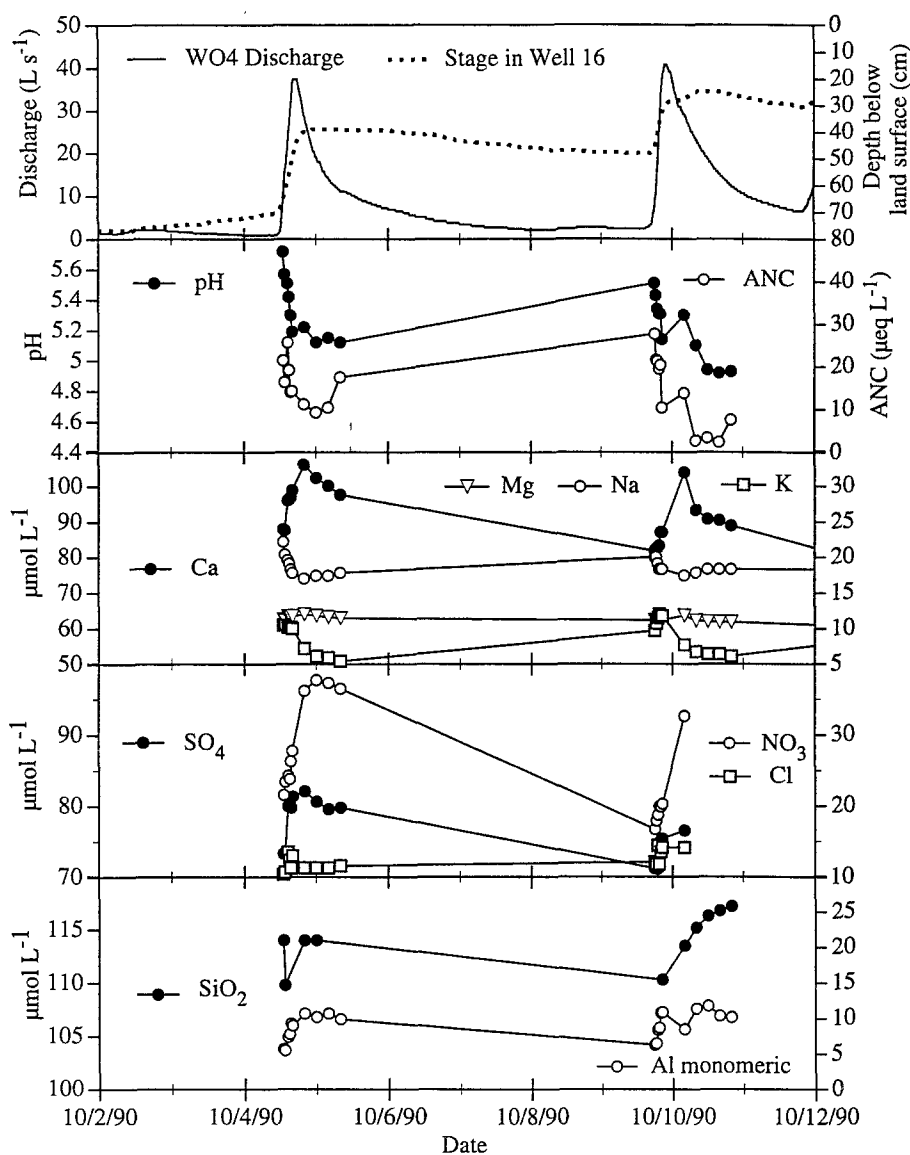 50
40
30
20
10
0
Discharge (L s⁻¹)
WO4 Discharge
Stage in Well 16
0
10
20
30
40
50
60
70
80
Depth below
land surface (cm)
5.6
5.4
5.2
5
4.8
4.6
4.4
pH
pH
ANC
40
30
20
10
0
ANC (µeq L⁻¹)
100
90
80
70
60
50
µmol L⁻¹
Mg
Na
K
Ca
30
25
20
15
10
5
90
80
70
µmol L⁻¹
SO₄
NO₃
Cl
30
20
10
115
110
105
100
µmol L⁻¹
SiO₂
Al monomeric
25
20
15
10
5
0
10/2/90
10/4/90
10/6/90
10/8/90
10/10/90
10/12/90
Date